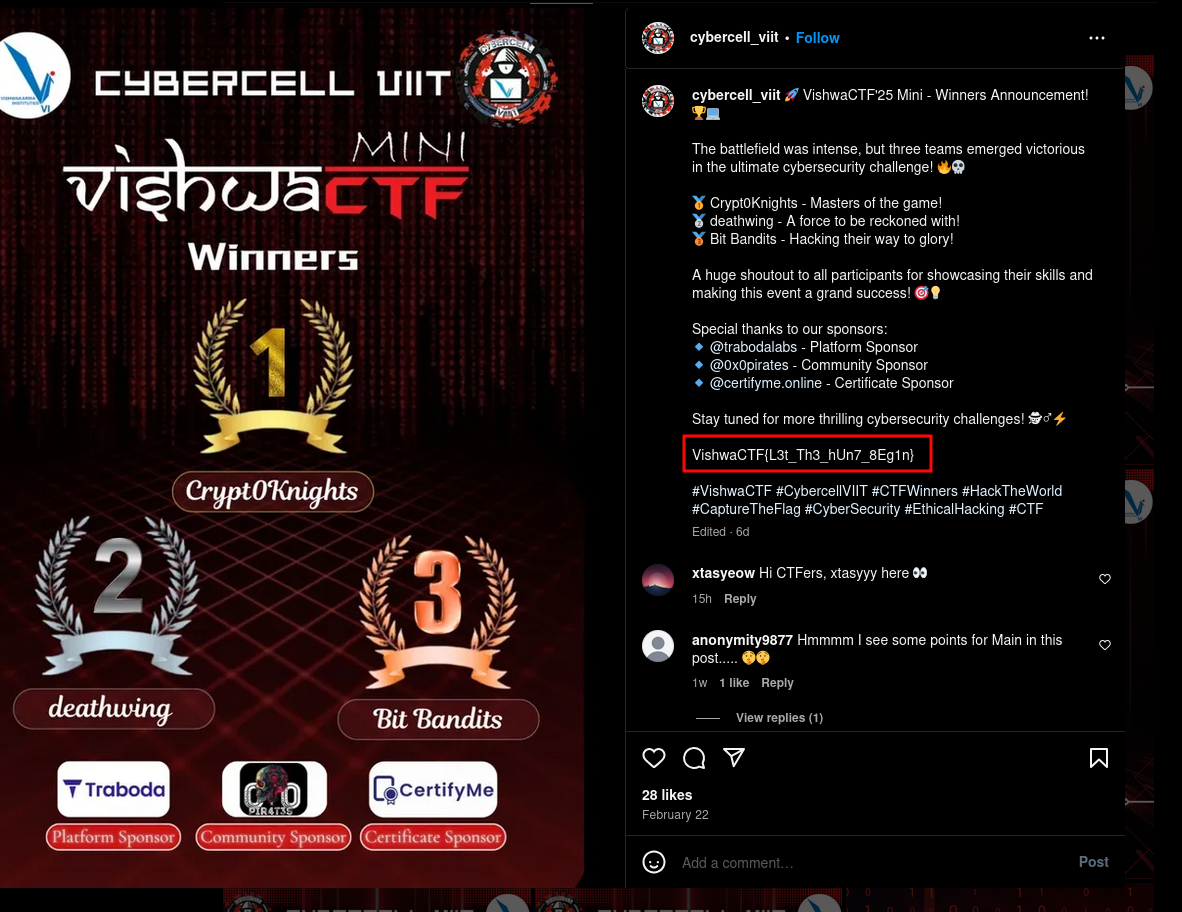 CYBERCELL VIIT
MINI
vishwaCTF
Winners
1
Crypt0Knights
2
3
deathwing
Bit Bandits
Traboda
PIR4T3S
CertifyMe
Platform Sponsor
Community Sponsor
Certificate Sponsor
cybercell_viit • Follow
cybercell_viit 🚀 VishwaCTF'25 Mini - Winners Announcement!
🏆💻
The battlefield was intense, but three teams emerged victorious
in the ultimate cybersecurity challenge! 🔥💀
🥇 Crypt0Knights - Masters of the game!
🥈 deathwing - A force to be reckoned with!
🥉 Bit Bandits - Hacking their way to glory!
A huge shoutout to all participants for showcasing their skills and
making this event a grand success! 🎯💡
Special thanks to our sponsors:
🔹 @trabodalabs - Platform Sponsor
🔹 @0x0pirates - Community Sponsor
🔹 @certifyme.online - Certificate Sponsor
Stay tuned for more thrilling cybersecurity challenges! 🕵♂⚡
VishwaCTF{L3t_Th3_hUn7_8Eg1n}
#VishwaCTF #CybercellVIIT #CTFWinners #HackTheWorld
#CaptureTheFlag #CyberSecurity #EthicalHacking #CTF
Edited · 6d
xtasyeow Hi CTFers, xtasyyy here 👀
15h Reply
anonymity9877 Hmmmm I see some points for Main in this
post..... 🤫🤫
1w 1 like Reply
View replies (1)
28 likes
February 22
Add a comment…
Post